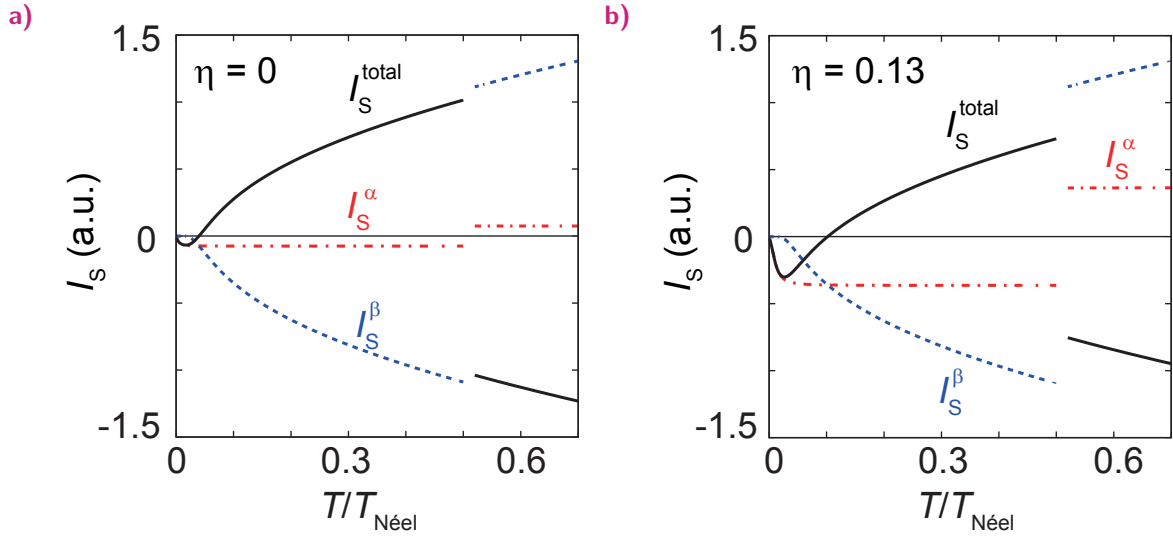 a)
1.5
0
-1.5
I_S (a.u.)
η = 0
I_S^total
I_S^α
I_S^β
0
0.3
0.6
T/T_Néel
b)
1.5
0
-1.5
I_S (a.u.)
η = 0.13
I_S^total
I_S^α
I_S^β
0
0.3
0.6
T/T_Néel